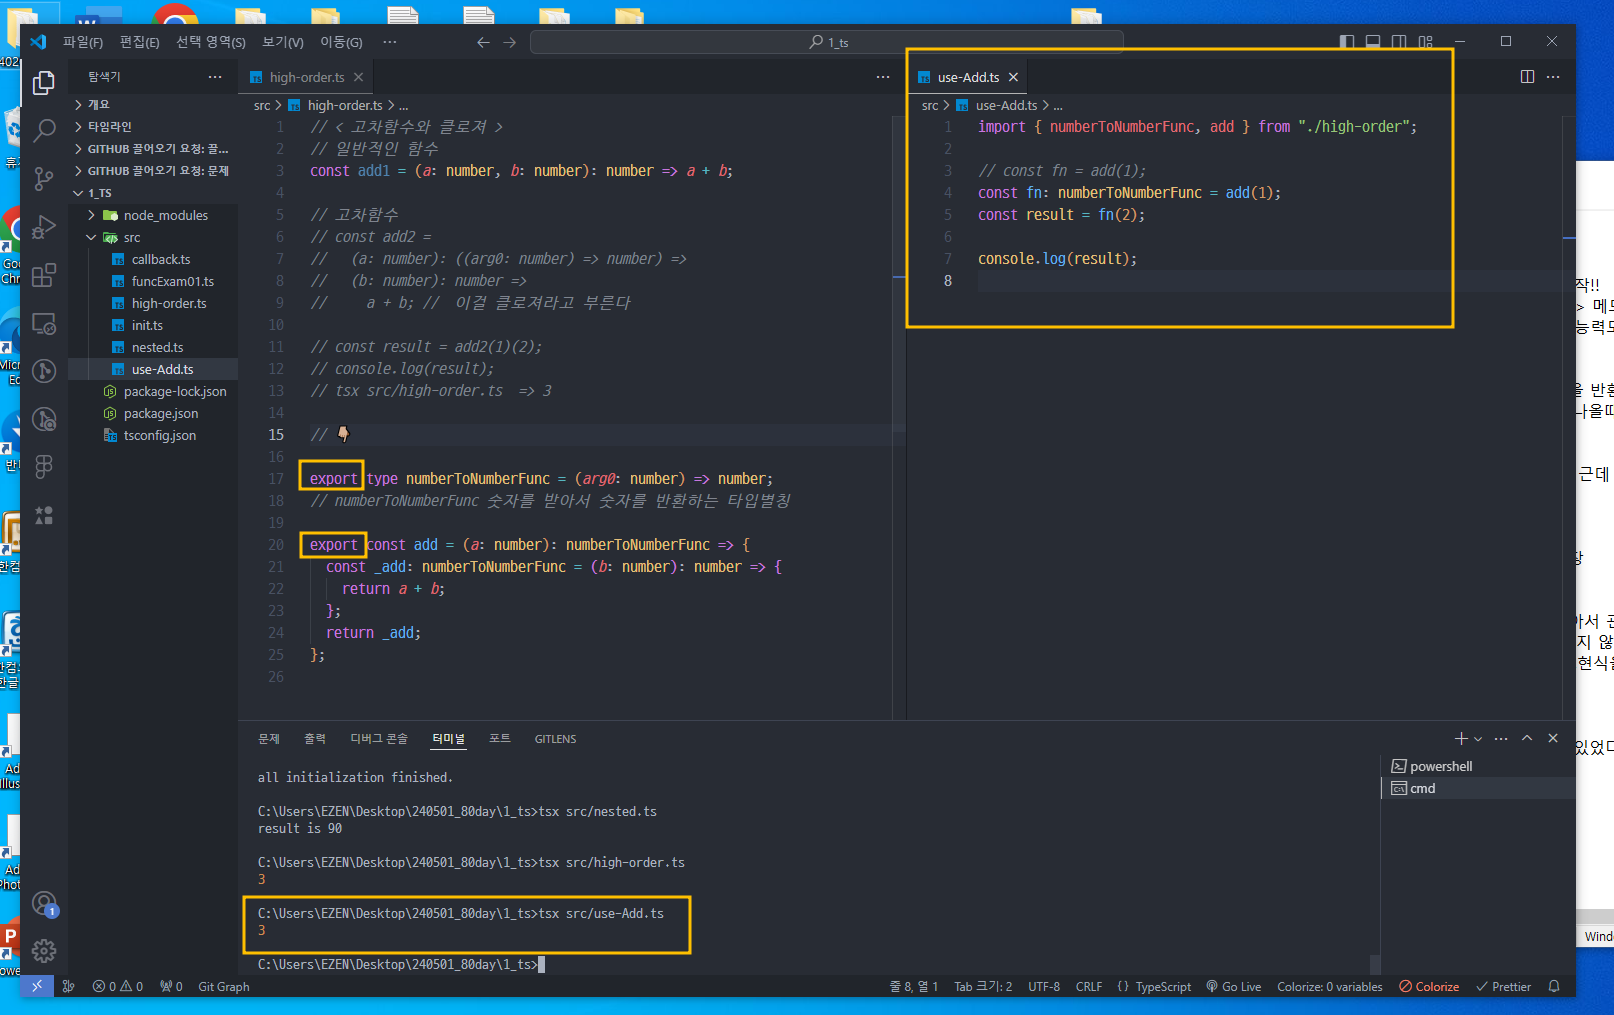 파일(F) 편집(E) 선택 영역(S) 보기(V) 이동(G) ··· 1_ts
탐색기 ···
개요
타임라인
GITHUB 끌어오기 요청: 끌...
GITHUB 끌어오기 요청: 문제
1_TS
node_modules
src
callback.ts
funcExam01.ts
high-order.ts
init.ts
nested.ts
use-Add.ts
package-lock.json
package.json
tsconfig.json
high-order.ts
src > high-order.ts > ...
1 // < 고차함수와 클로져 >
2 // 일반적인 함수
3 const add1 = (a: number, b: number): number => a + b;
4
5 // 고차함수
6 // const add2 =
7 //   (a: number): ((arg0: number) => number) =>
8 //   (b: number): number =>
9 //     a + b; //  이걸 클로져라고 부른다
10
11 // const result = add2(1)(2);
12 // console.log(result);
13 // tsx src/high-order.ts  => 3
14
15 // 👇🏽
16
17 export type numberToNumberFunc = (arg0: number) => number;
18 // numberToNumberFunc 숫자를 받아서 숫자를 반환하는 타입별칭
19
20 export const add = (a: number): numberToNumberFunc => {
21   const _add: numberToNumberFunc = (b: number): number => {
22     return a + b;
23   };
24   return _add;
25 };
26
use-Add.ts
src > use-Add.ts > ...
1 import { numberToNumberFunc, add } from "./high-order";
2
3 // const fn = add(1);
4 const fn: numberToNumberFunc = add(1);
5 const result = fn(2);
6
7 console.log(result);
8
문제 출력 디버그 콘솔 터미널 포트 GITLENS
all initialization finished.
C:\Users\EZEN\Desktop\240501_80day\1_ts>tsx src/nested.ts
result is 90
C:\Users\EZEN\Desktop\240501_80day\1_ts>tsx src/high-order.ts
3
C:\Users\EZEN\Desktop\240501_80day\1_ts>tsx src/use-Add.ts
3
C:\Users\EZEN\Desktop\240501_80day\1_ts>
powershell
cmd
1
0 0 0 Git Graph 줄 8, 열 1 Tab 크기: 2 UTF-8 CRLF {} TypeScript Go Live Colorize: 0 variables Colorize Prettier